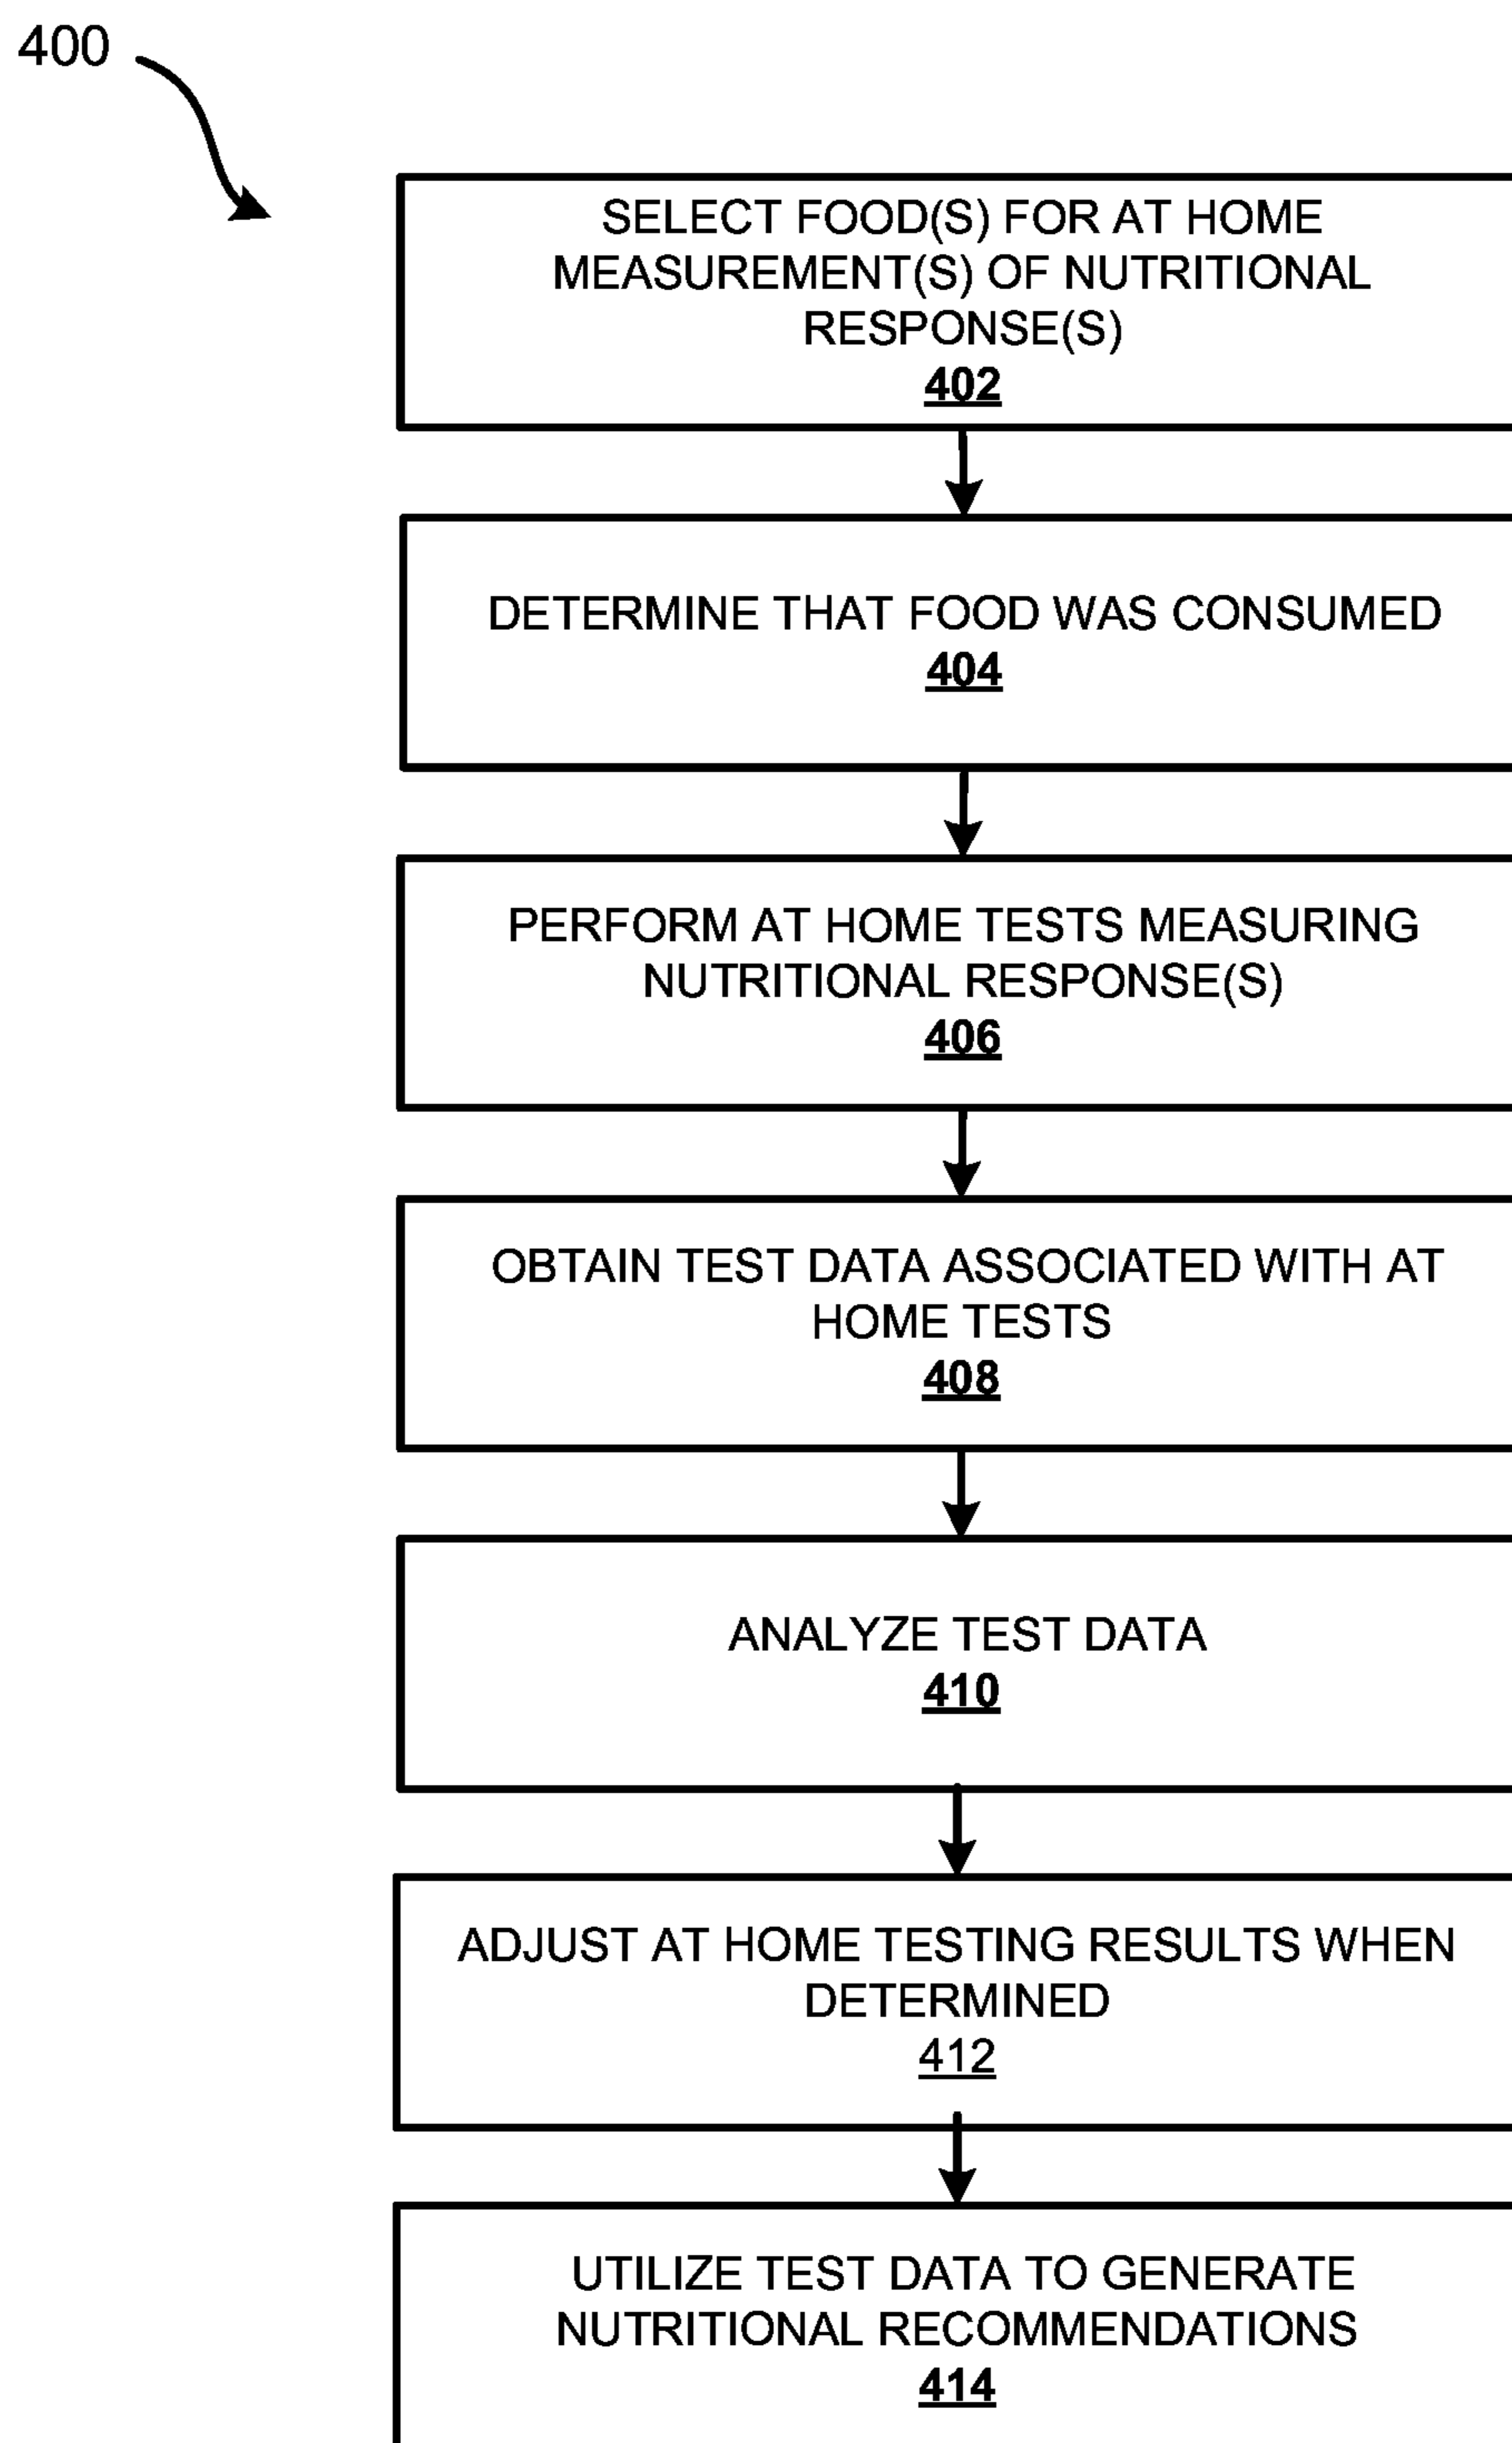 400
SELECT FOOD(S) FOR AT HOME
MEASUREMENT(S) OF NUTRITIONAL
RESPONSE(S)
402
DETERMINE THAT FOOD WAS CONSUMED
404
PERFORM AT HOME TESTS MEASURING
NUTRITIONAL RESPONSE(S)
406
OBTAIN TEST DATA ASSOCIATED WITH AT
HOME TESTS
408
ANALYZE TEST DATA
410
ADJUST AT HOME TESTING RESULTS WHEN
DETERMINED
412
UTILIZE TEST DATA TO GENERATE
NUTRITIONAL RECOMMENDATIONS
414